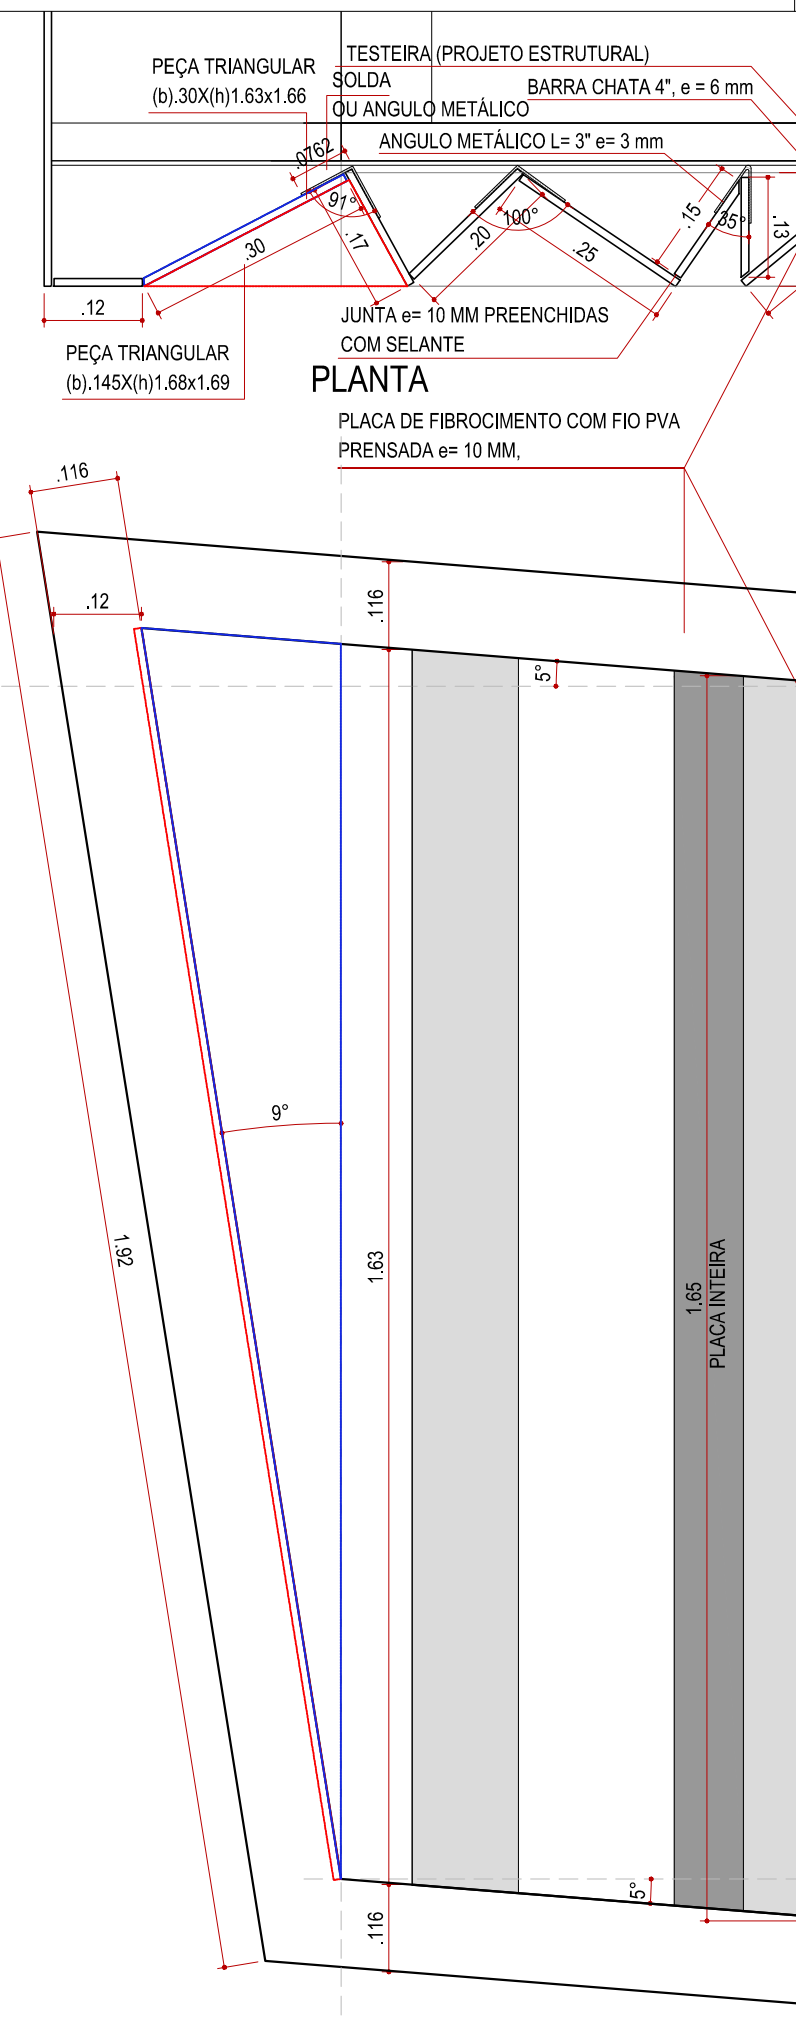 TESTEIRA (PROJETO ESTRUTURAL)
PEÇA TRIANGULAR
(b).30X(h)1.63x1.66
SOLDA
OU ANGULO METÁLICO
BARRA CHATA 4", e = 6 mm
ANGULO METÁLICO L= 3" e= 3 mm
.0762
91°
.30
.17
.20
100°
.25
.15
35°
.13
.12
JUNTA e= 10 MM PREENCHIDAS
COM SELANTE
PEÇA TRIANGULAR
(b).145X(h)1.68x1.69
PLANTA
PLACA DE FIBROCIMENTO COM FIO PVA
PRENSADA e= 10 MM,
.116
.12
.116
5°
9°
1.92
1.63
1.65
PLACA INTEIRA
5°
.116